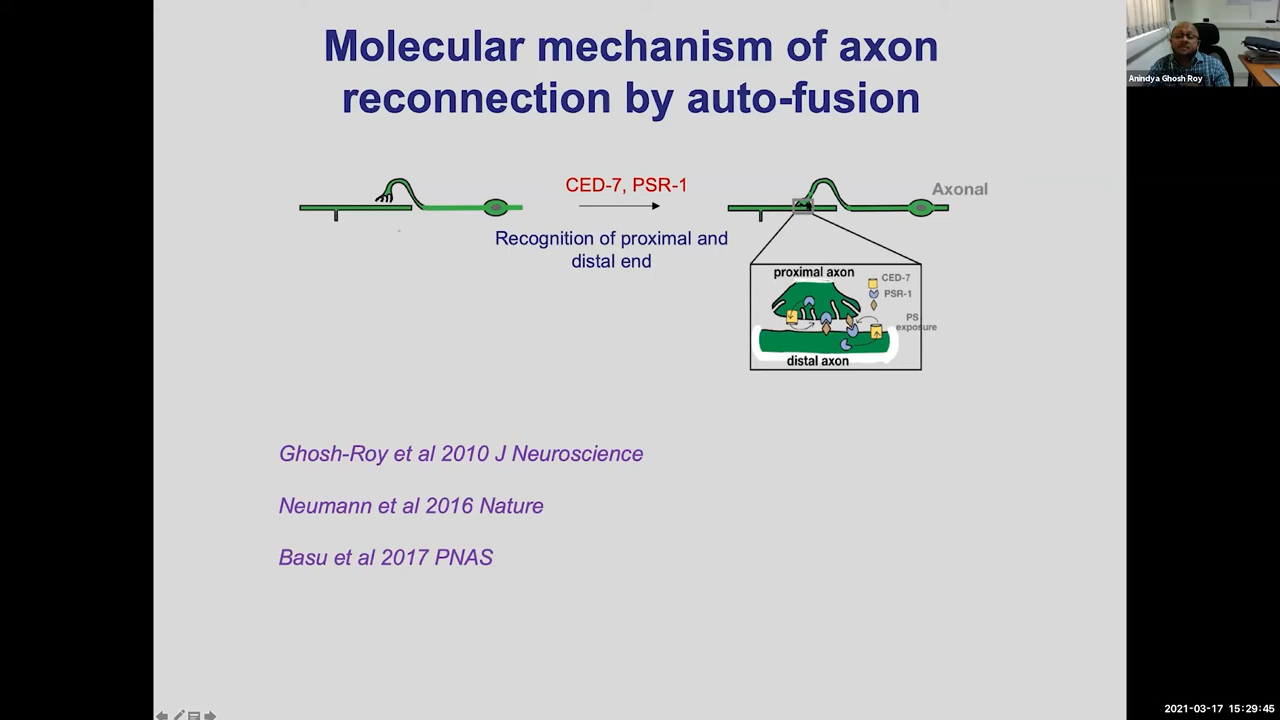 Molecular mechanism of axon
reconnection by auto-fusion
Anindya Ghosh Roy
CED-7, PSR-1
Axonal
Recognition of proximal and
distal end
proximal axon
CED-7
PSR-1
PS
exposure
distal axon
Ghosh-Roy et al 2010 J Neuroscience
Neumann et al 2016 Nature
Basu et al 2017 PNAS
2021-03-17 15:29:45